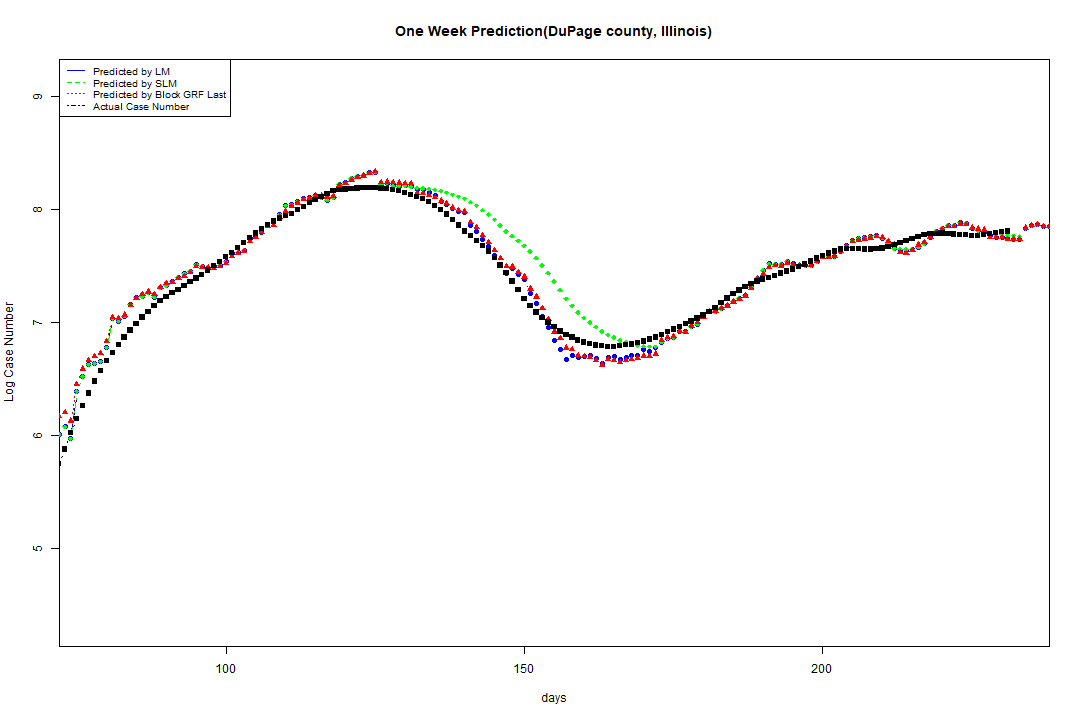 One Week Prediction(DuPage county, Illinois)
Predicted by LM
Predicted by SLM
Predicted by Block GRF Last
Actual Case Number
9
8
7
6
5
Log Case Number
100 150 200
days